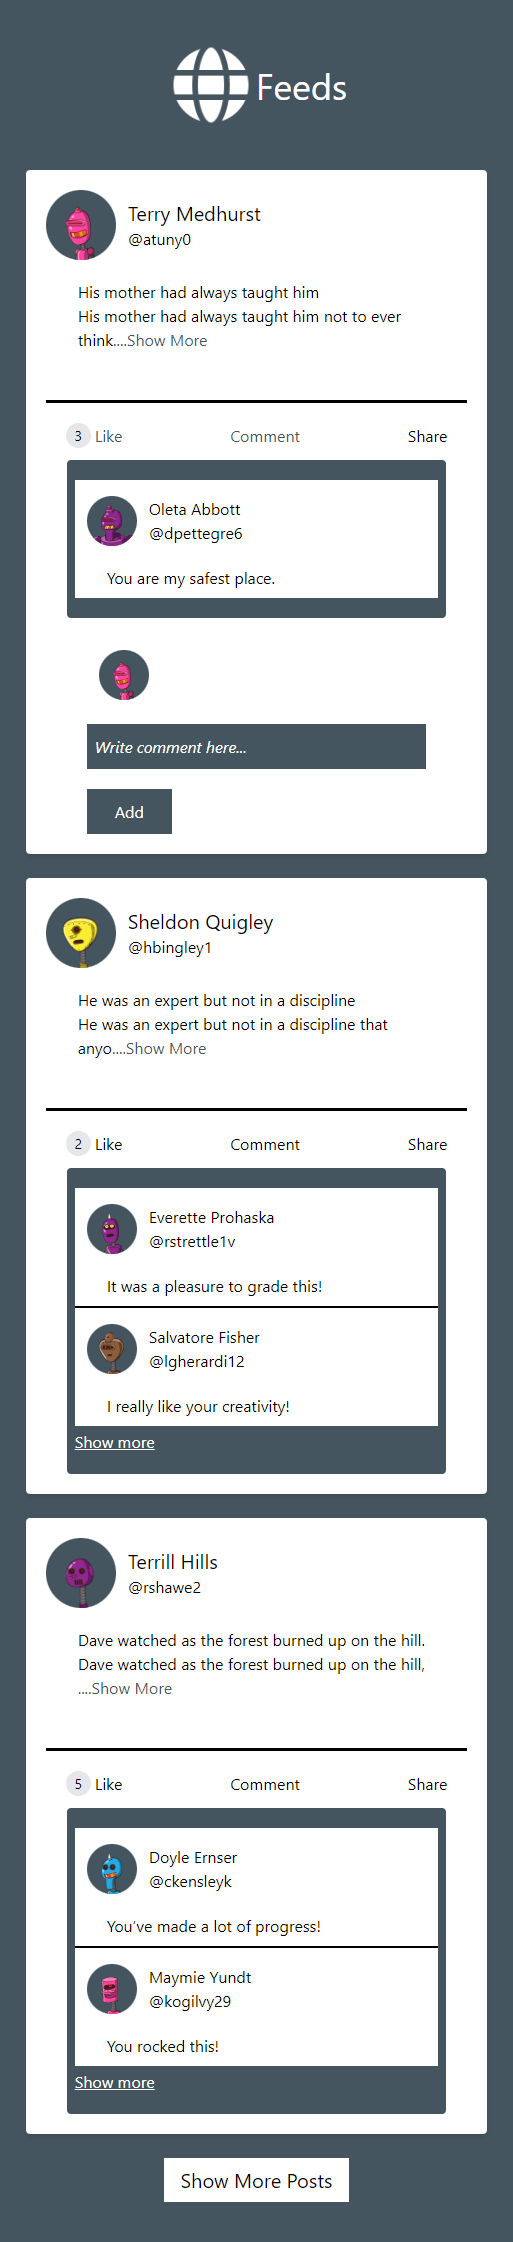 Feeds
Terry Medhurst
@atuny0
His mother had always taught him
His mother had always taught him not to ever
think....Show More
3 Like Comment Share
Oleta Abbott
@dpettegre6
You are my safest place.
Write comment here...
Add
Sheldon Quigley
@hbingley1
He was an expert but not in a discipline
He was an expert but not in a discipline that
anyo....Show More
2 Like Comment Share
Everette Prohaska
@rstrettle1v
It was a pleasure to grade this!
Salvatore Fisher
@lgherardi12
I really like your creativity!
Show more
Terrill Hills
@rshawe2
Dave watched as the forest burned up on the hill.
Dave watched as the forest burned up on the hill,
....Show More
5 Like Comment Share
Doyle Ernser
@ckensleyk
You've made a lot of progress!
Maymie Yundt
@kogilvy29
You rocked this!
Show more
Show More Posts